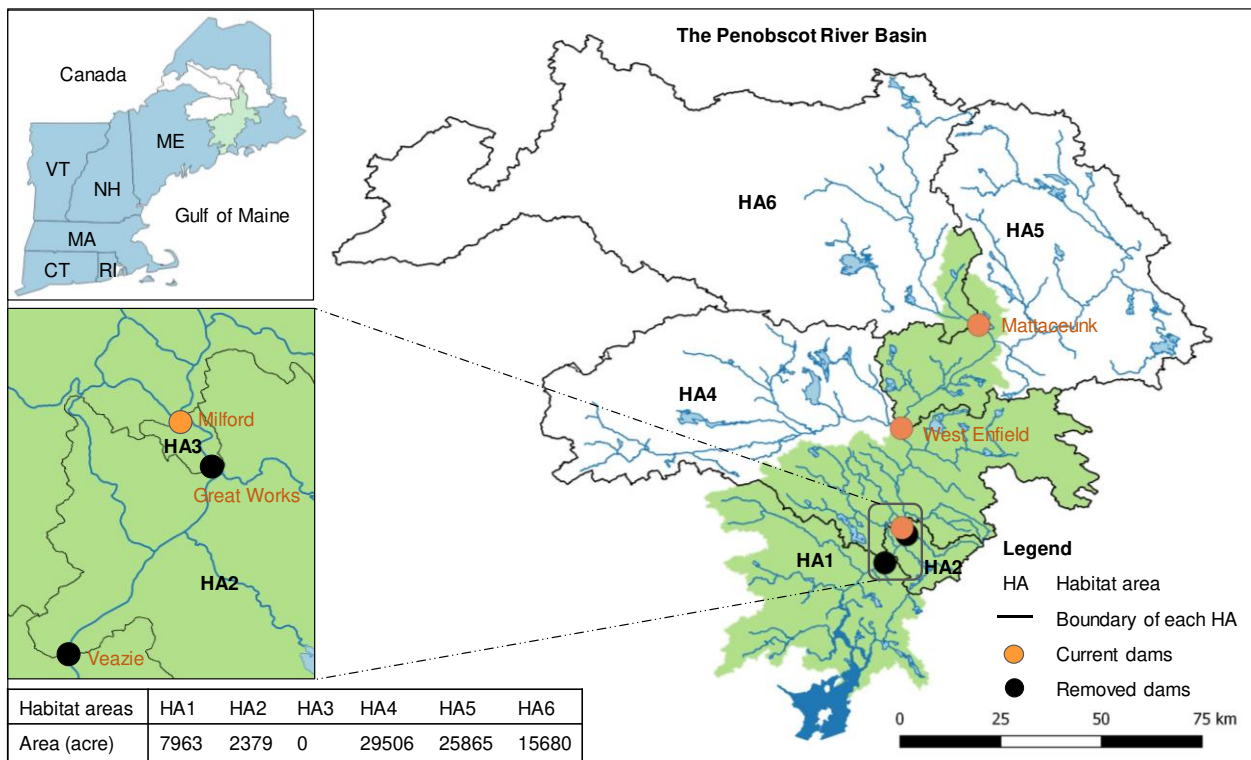 The Penobscot River Basin
Canada
ME
VT
NH
Gulf of Maine
MA
CT
RI
HA6
HA5
Mattaceunk
HA4
West Enfield
HA1
HA2
Milford
HA3
Great Works
HA2
Veazie
Legend
HA Habitat area
Boundary of each HA
Current dams
Removed dams
0 25 50 75 km
Habitat areas HA1 HA2 HA3 HA4 HA5 HA6
Area (acre) 7963 2379 0 29506 25865 15680